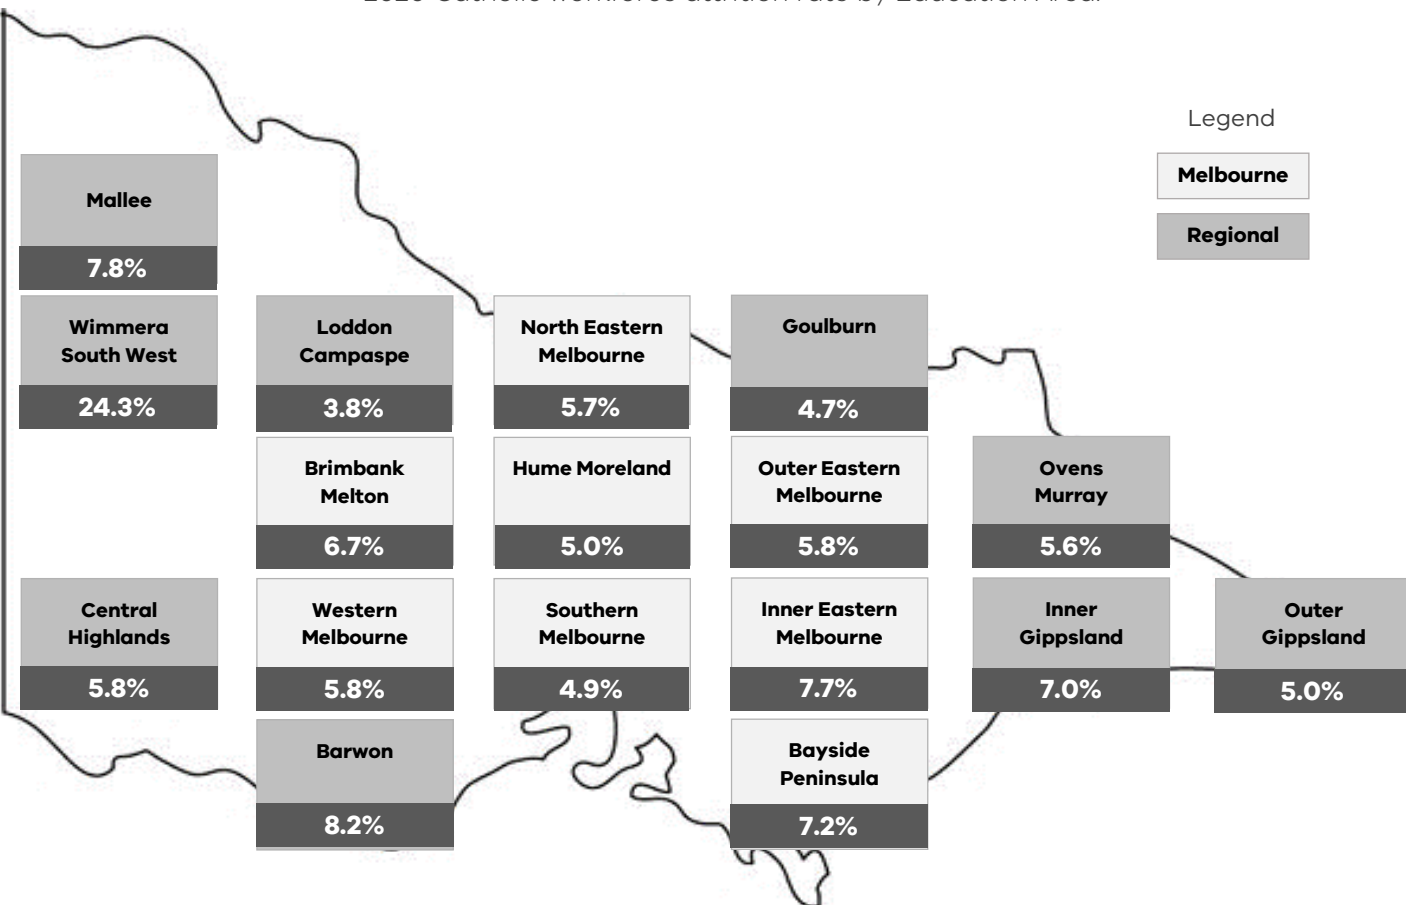 Legend
Melbourne
Regional
Mallee
7.8%
Wimmera
South West
24.3%
Loddon
Campaspe
3.8%
North Eastern
Melbourne
5.7%
Goulburn
4.7%
Brimbank
Melton
6.7%
Hume Moreland
5.0%
Outer Eastern
Melbourne
5.8%
Ovens
Murray
5.6%
Central
Highlands
5.8%
Western
Melbourne
5.8%
Southern
Melbourne
4.9%
Inner Eastern
Melbourne
7.7%
Inner
Gippsland
7.0%
Outer
Gippsland
5.0%
Barwon
8.2%
Bayside
Peninsula
7.2%